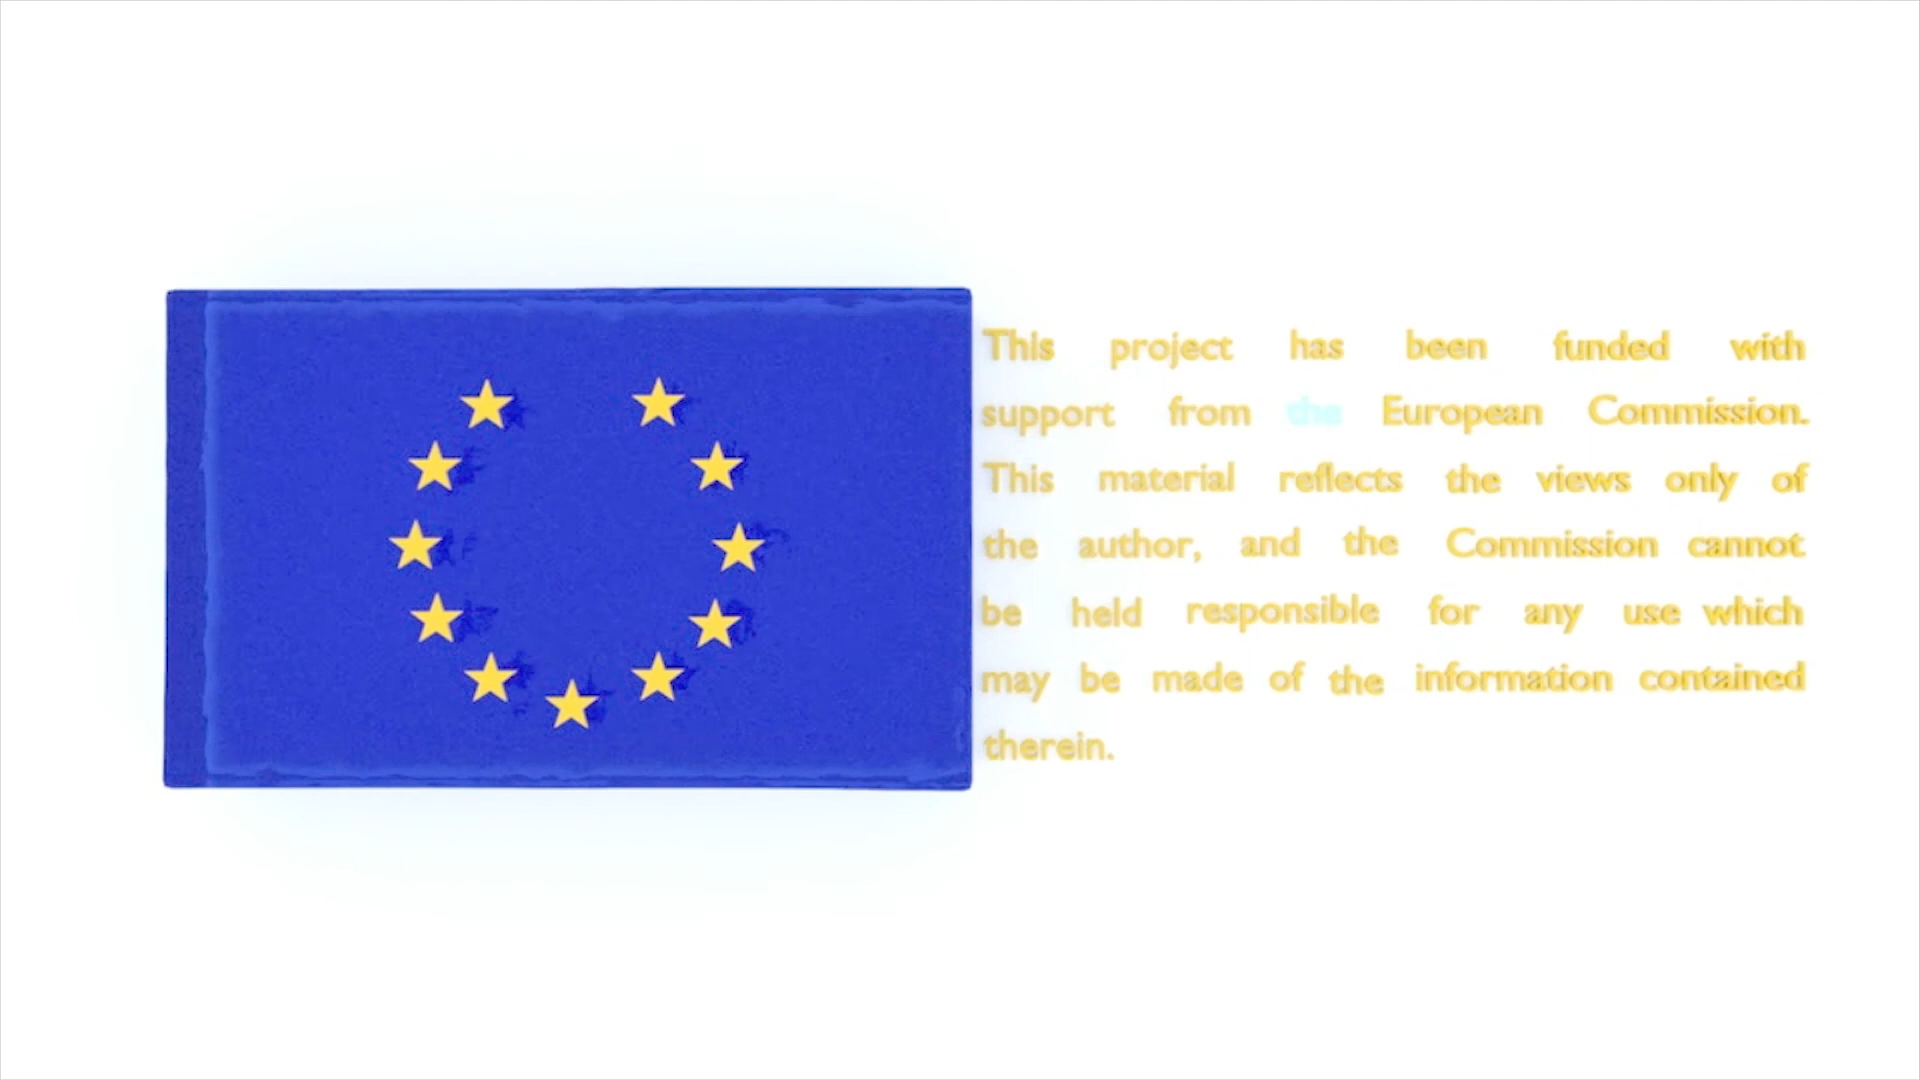 This project has been funded with
support from the European Commission.
This material reflects the views only of
the author, and the Commission cannot
be held responsible for any use which
may be made of the information contained
therein.